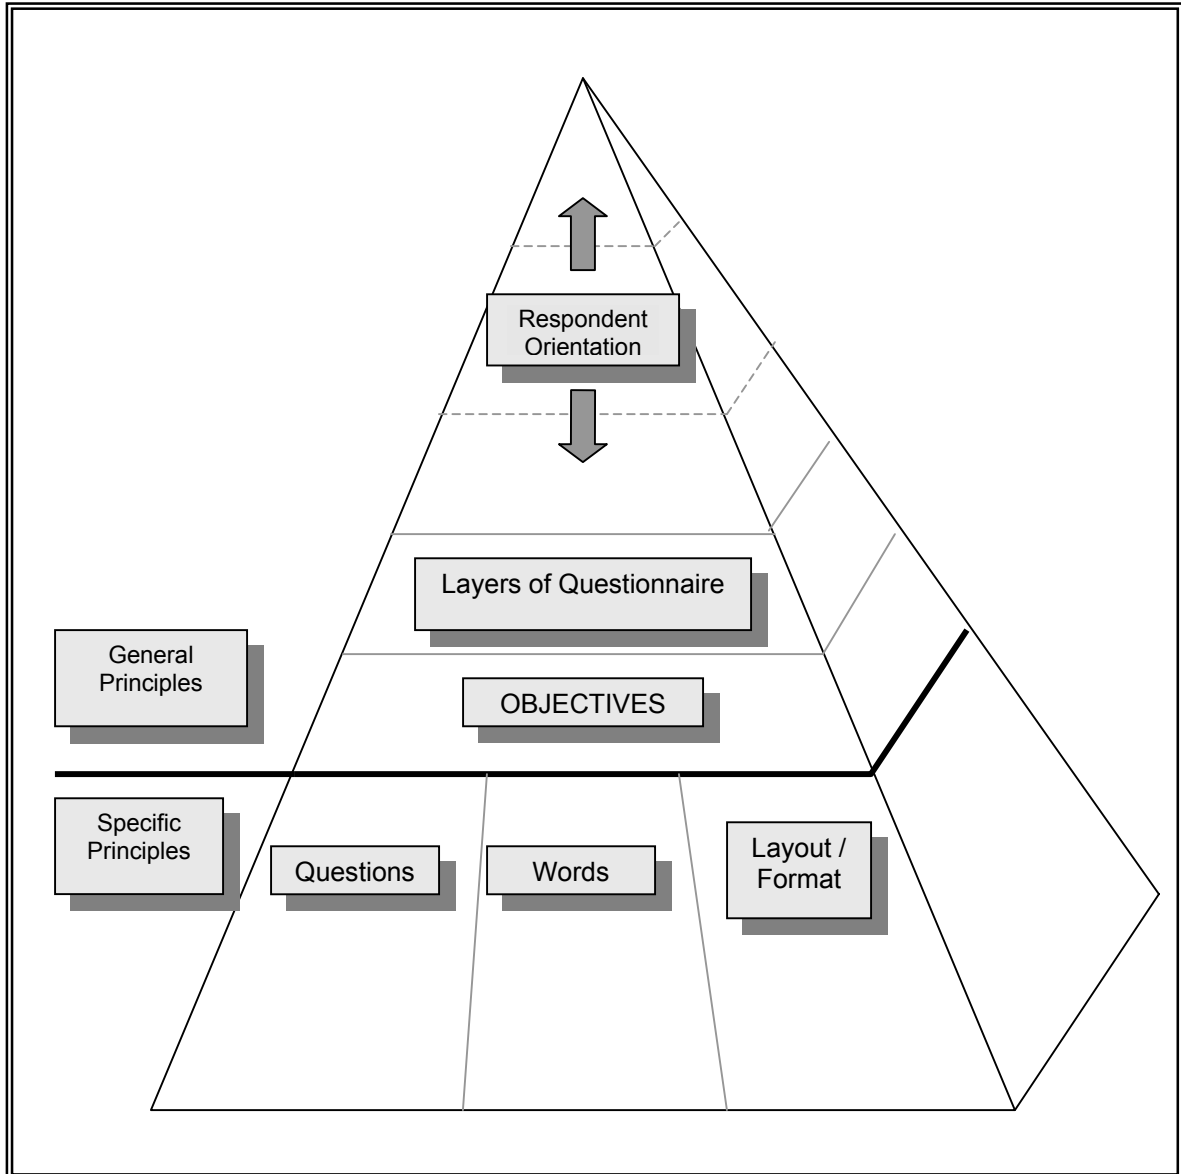 Respondent
Orientation
Layers of Questionnaire
General
Principles
OBJECTIVES
Specific
Principles
Questions
Words
Layout /
Format